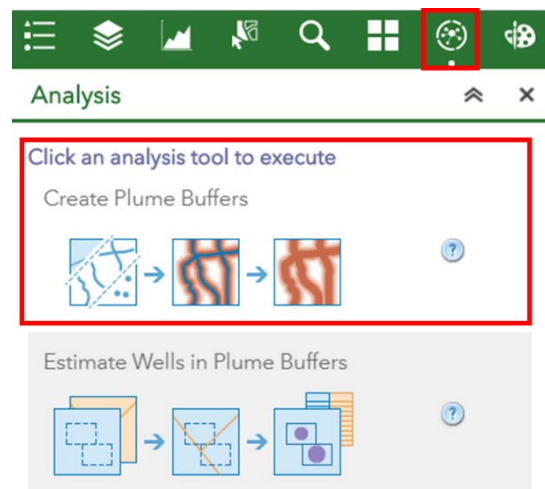 Analysis
Click an analysis tool to execute
Create Plume Buffers
?
Estimate Wells in Plume Buffers
?